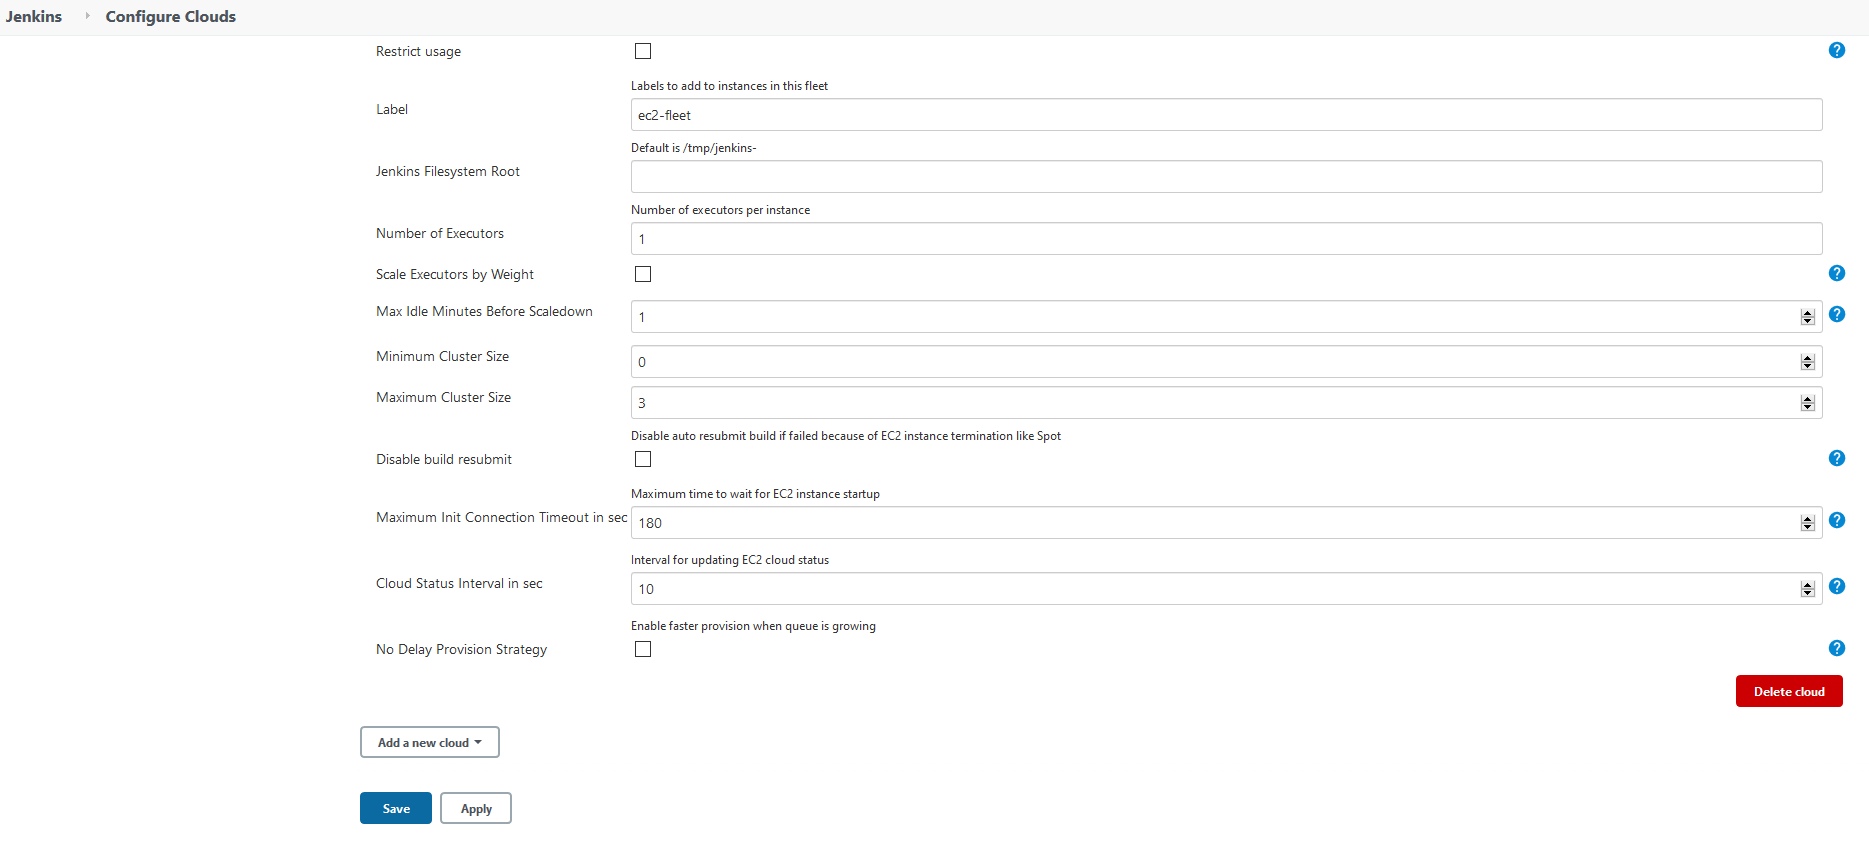 Jenkins Configure Clouds
Restrict usage
?
Labels to add to instances in this fleet
Label
ec2-fleet
Default is /tmp/jenkins-
Jenkins Filesystem Root
Number of executors per instance
Number of Executors
1
Scale Executors by Weight
?
Max Idle Minutes Before Scaledown
1
?
Minimum Cluster Size
0
Maximum Cluster Size
3
Disable auto resubmit build if failed because of EC2 instance termination like Spot
Disable build resubmit
?
Maximum time to wait for EC2 instance startup
Maximum Init Connection Timeout in sec
180
?
Interval for updating EC2 cloud status
Cloud Status Interval in sec
10
?
Enable faster provision when queue is growing
No Delay Provision Strategy
?
Delete cloud
Add a new cloud
Save Apply